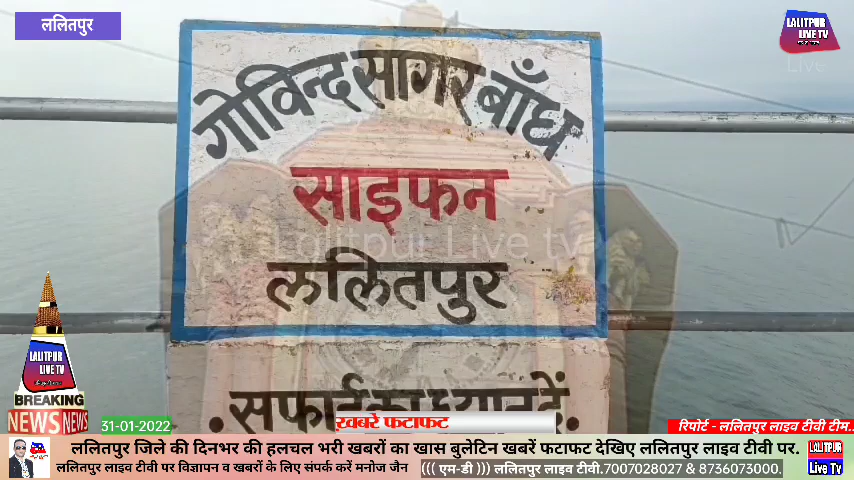 ललितपुर
LALITPUR
LIVE TV
Live
गोविन्द सागर बाँध
साइफन
Lalitpur Live tv
ललितपुर
. सफाई का ध्यान दें .
LALITPUR
LIVE TV
BREAKING
NEWS NEWS
31-01-2022
ख़बरें फटाफट
रिपोर्ट - ललितपुर लाइव टीवी टीम..
ललितपुर जिले की दिनभर की हलचल भरी खबरों का खास बुलेटिन खबरें फटाफट देखिए ललितपुर लाइव टीवी पर.
ललितपुर लाइव टीवी पर विज्ञापन व खबरों के लिए संपर्क करें मनोज जैन ((( एम-डी ))) ललितपुर लाइव टीवी.7007028027 & 8736073000.
LALITPUR
Live Tv